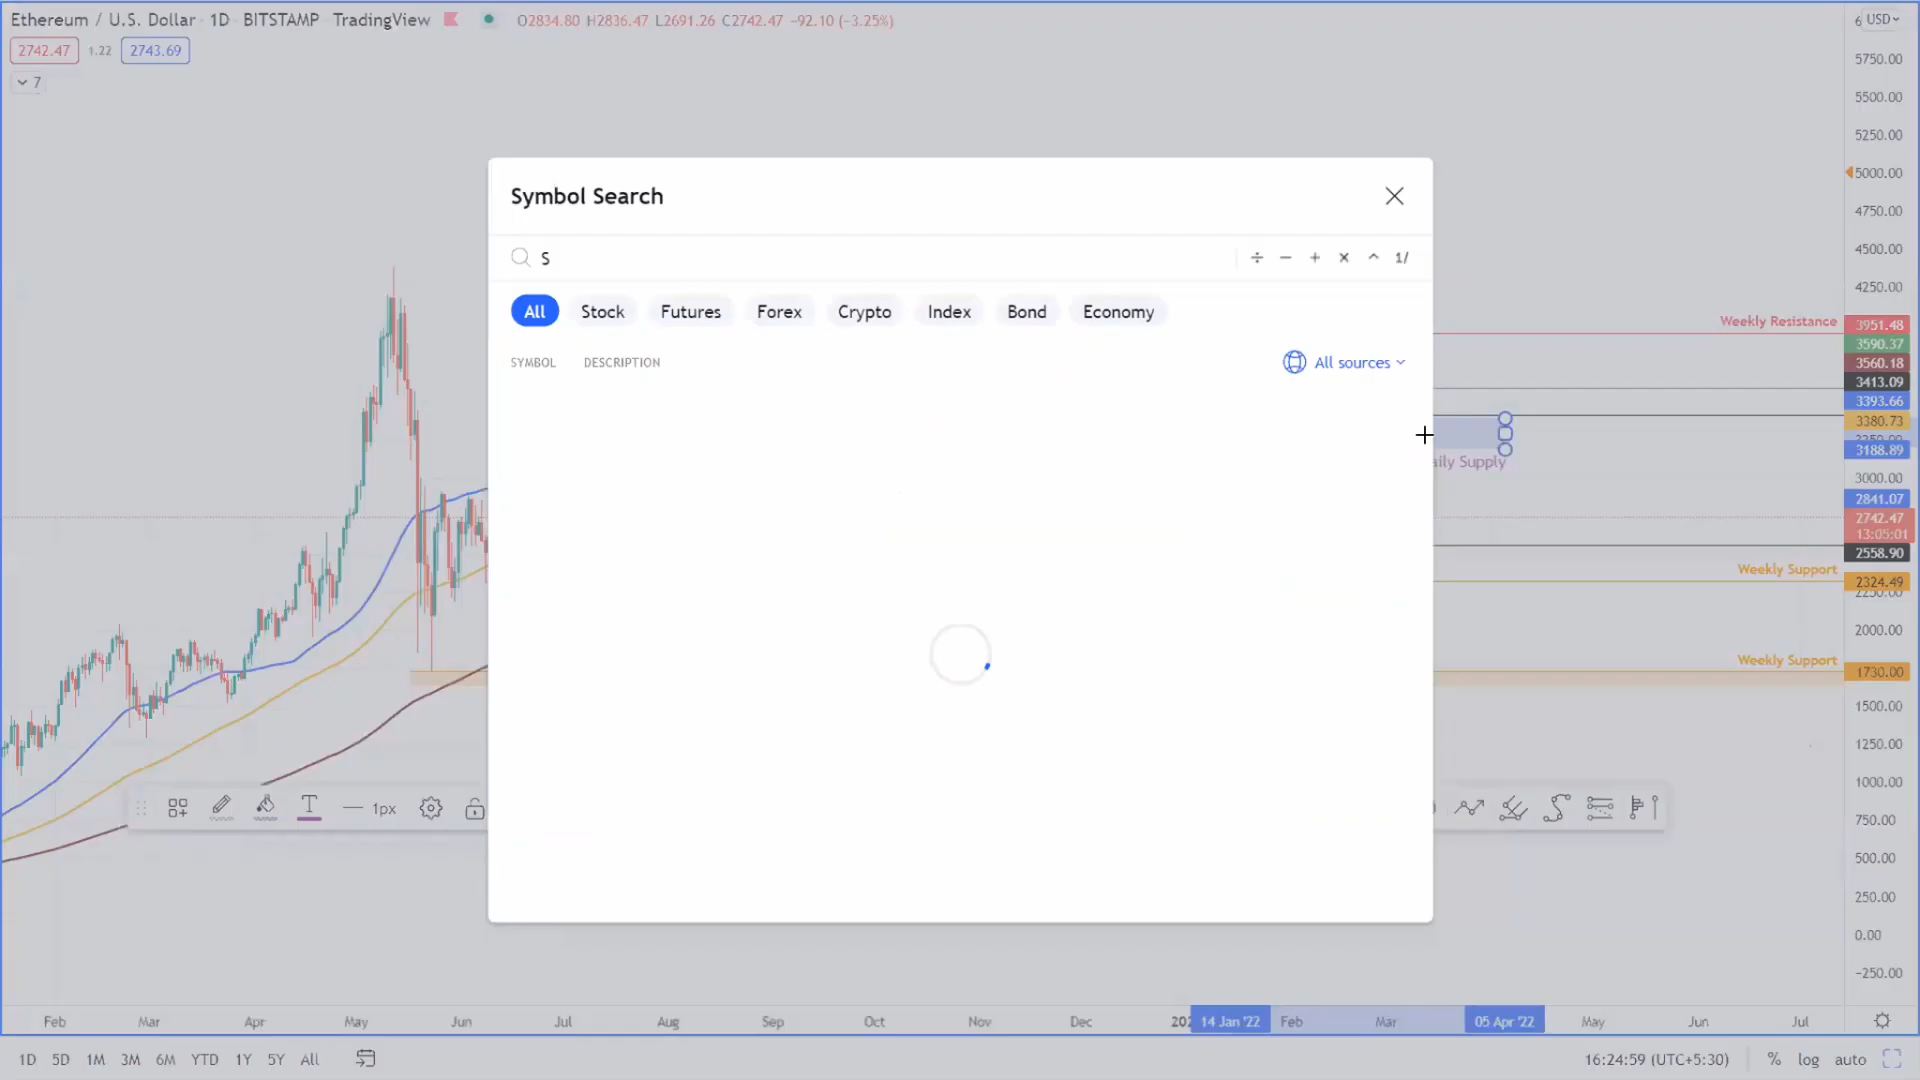 Ethereum / U.S. Dollar 1D BITSTAMP TradingView O2834.80 H2836.47 L2691.26 C2742.47 −92.10 (−3.25%)
USD
2742.47 1.22 2743.69
7
5750.00
5500.00
5250.00
5000.00
4750.00
4500.00
4250.00
Symbol Search
S
÷ − + × ^ 1/
All Stock Futures Forex Crypto Index Bond Economy
SYMBOL DESCRIPTION All sources
Weekly Resistance 3951.48
3590.37
3560.18
3413.09
3393.66
3380.73
3188.89
aily Supply
3000.00
2841.07
2742.47
13:05:01
2558.90
Weekly Support 2324.49
2250.00
2000.00
Weekly Support 1730.00
1500.00
1250.00
1000.00
1px
750.00
500.00
250.00
0.00
−250.00
Feb Mar Apr May Jun Jul Aug Sep Oct Nov Dec 202 14 Jan '22 Feb Mar 05 Apr '22 May Jun Jul
1D 5D 1M 3M 6M YTD 1Y 5Y All 16:24:59 (UTC+5:30) % log auto